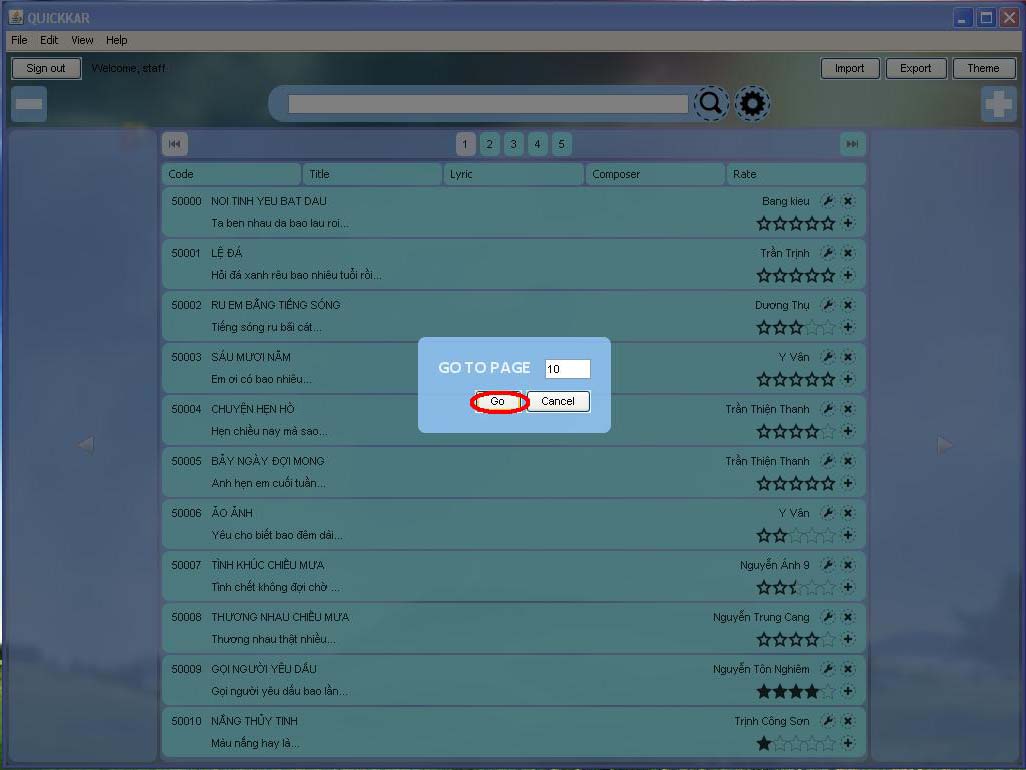 QUICKKAR
File Edit View Help
Sign out Welcome, staff Import Export Theme
1 2 3 4 5
Code Title Lyric Composer Rate
50000 NOI TINH YEU BAT DAU Bang kieu
Ta ben nhau da bao lau roi...
50001 LỆ ĐÁ Trần Trịnh
Hỏi đá xanh rêu bao nhiêu tuổi rồi...
50002 RU EM BẰNG TIẾNG SÓNG Dương Thụ
Tiếng sóng ru bãi cát...
50003 SÁU MƯƠI NĂM Y Vân
Em ơi có bao nhiêu...
GO TO PAGE 10
Go Cancel
50004 CHUYỆN HẸN HÒ Trần Thiện Thanh
Hẹn chiều nay mà sao...
50005 BẢY NGÀY ĐỢI MONG Trần Thiện Thanh
Anh hẹn em cuối tuần...
50006 ẢO ẢNH Y Vân
Yêu cho biết bao đêm dài...
50007 TÌNH KHÚC CHIỀU MƯA Nguyễn Ánh 9
Tình chết không đợi chờ ...
50008 THƯƠNG NHAU CHIỀU MƯA Nguyễn Trung Cang
Thương nhau thật nhiều...
50009 GỌI NGƯỜI YÊU DẤU Nguyễn Tôn Nghiêm
Gọi người yêu dấu bao lần...
50010 NẮNG THỦY TINH Trịnh Công Sơn
Màu nắng hay là...